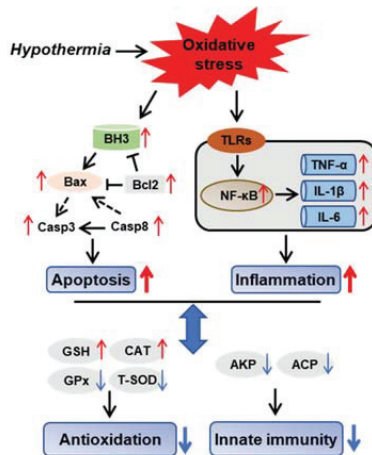 Hypothermia
Oxidative
stress
BH3
TLRs
TNF-α
Bax
Bcl2
NF-κB
IL-1β
Casp3
Casp8
IL-6
Apoptosis
Inflammation
GSH
CAT
AKP
ACP
GPx
T-SOD
Antioxidation
Innate immunity